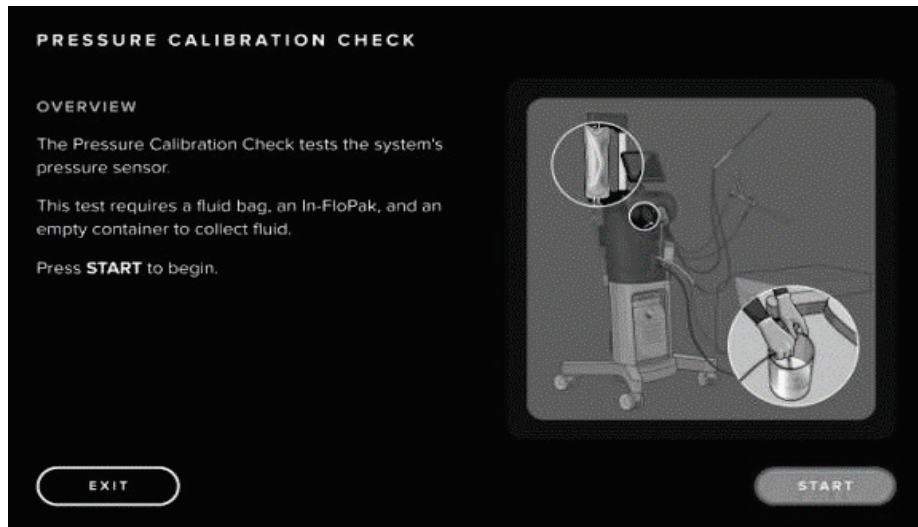 PRESSURE CALIBRATION CHECK
OVERVIEW
The Pressure Calibration Check tests the system's
pressure sensor.
This test requires a fluid bag, an In-FloPak, and an
empty container to collect fluid.
Press START to begin.
EXIT
START